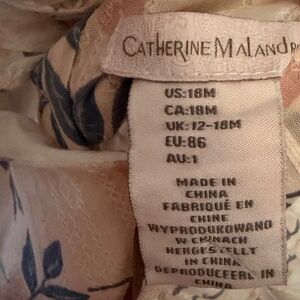 CATHERINE MALANDR
US:18M
CA:18M
UK:12-18M
EU:86
AU:1
MADE IN
CHINA
FABRIQUÉ EN
CHINE
WYPRODUKOWANO
W CHINACH
HERGESTELLT
IN CHINA
GEPRODUCEERD IN
CHINA